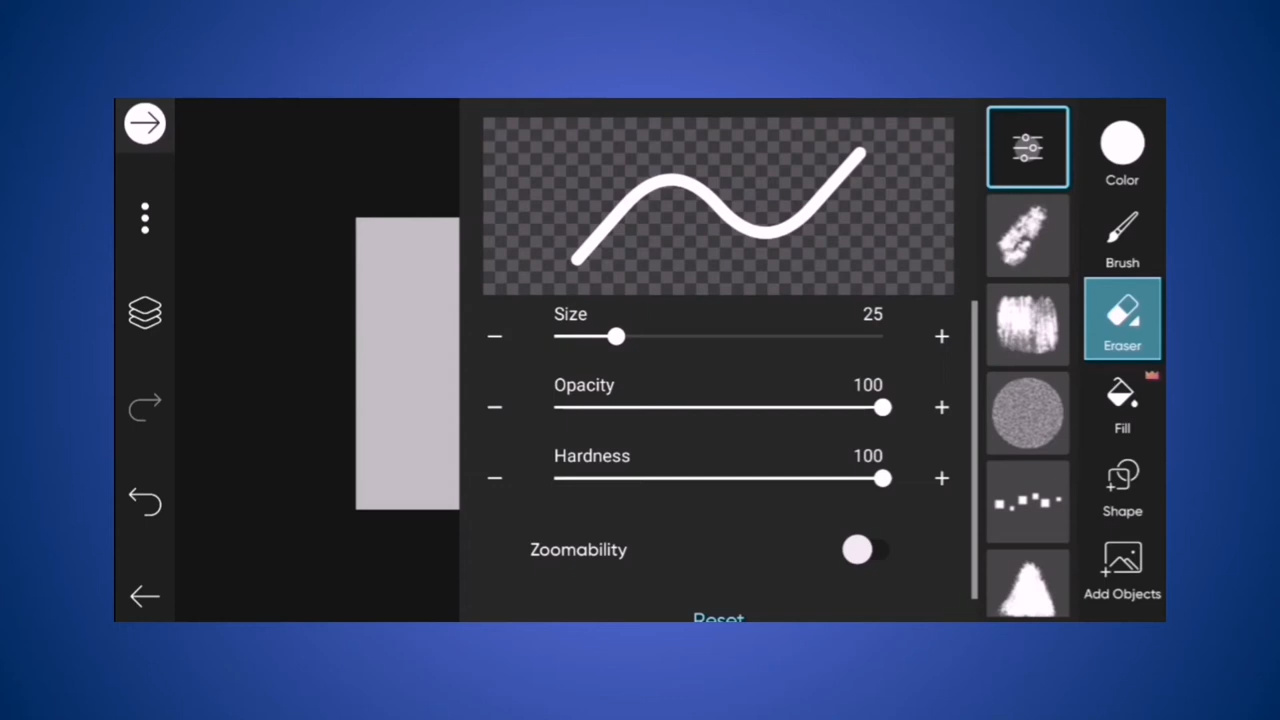 Size 25
Opacity 100
Hardness 100
Zoomability
Reset
Color
Brush
Eraser
Fill
Shape
Add Objects